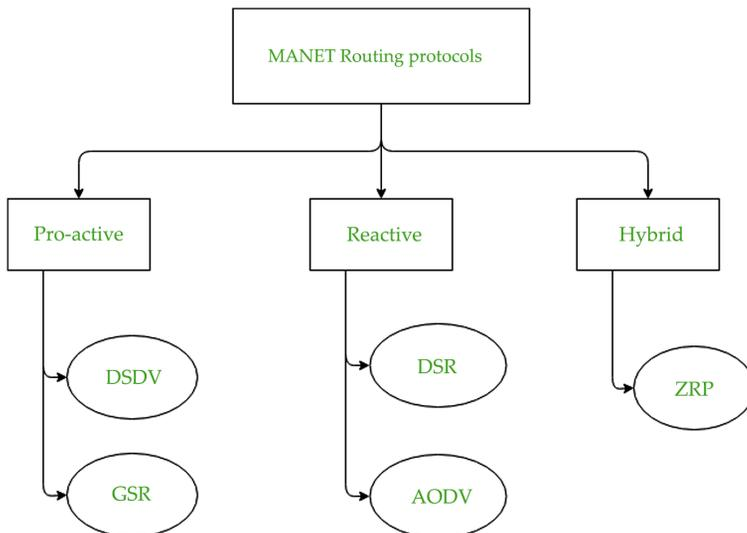 MANET Routing protocols
Pro-active
Reactive
Hybrid
DSDV
DSR
ZRP
GSR
AODV